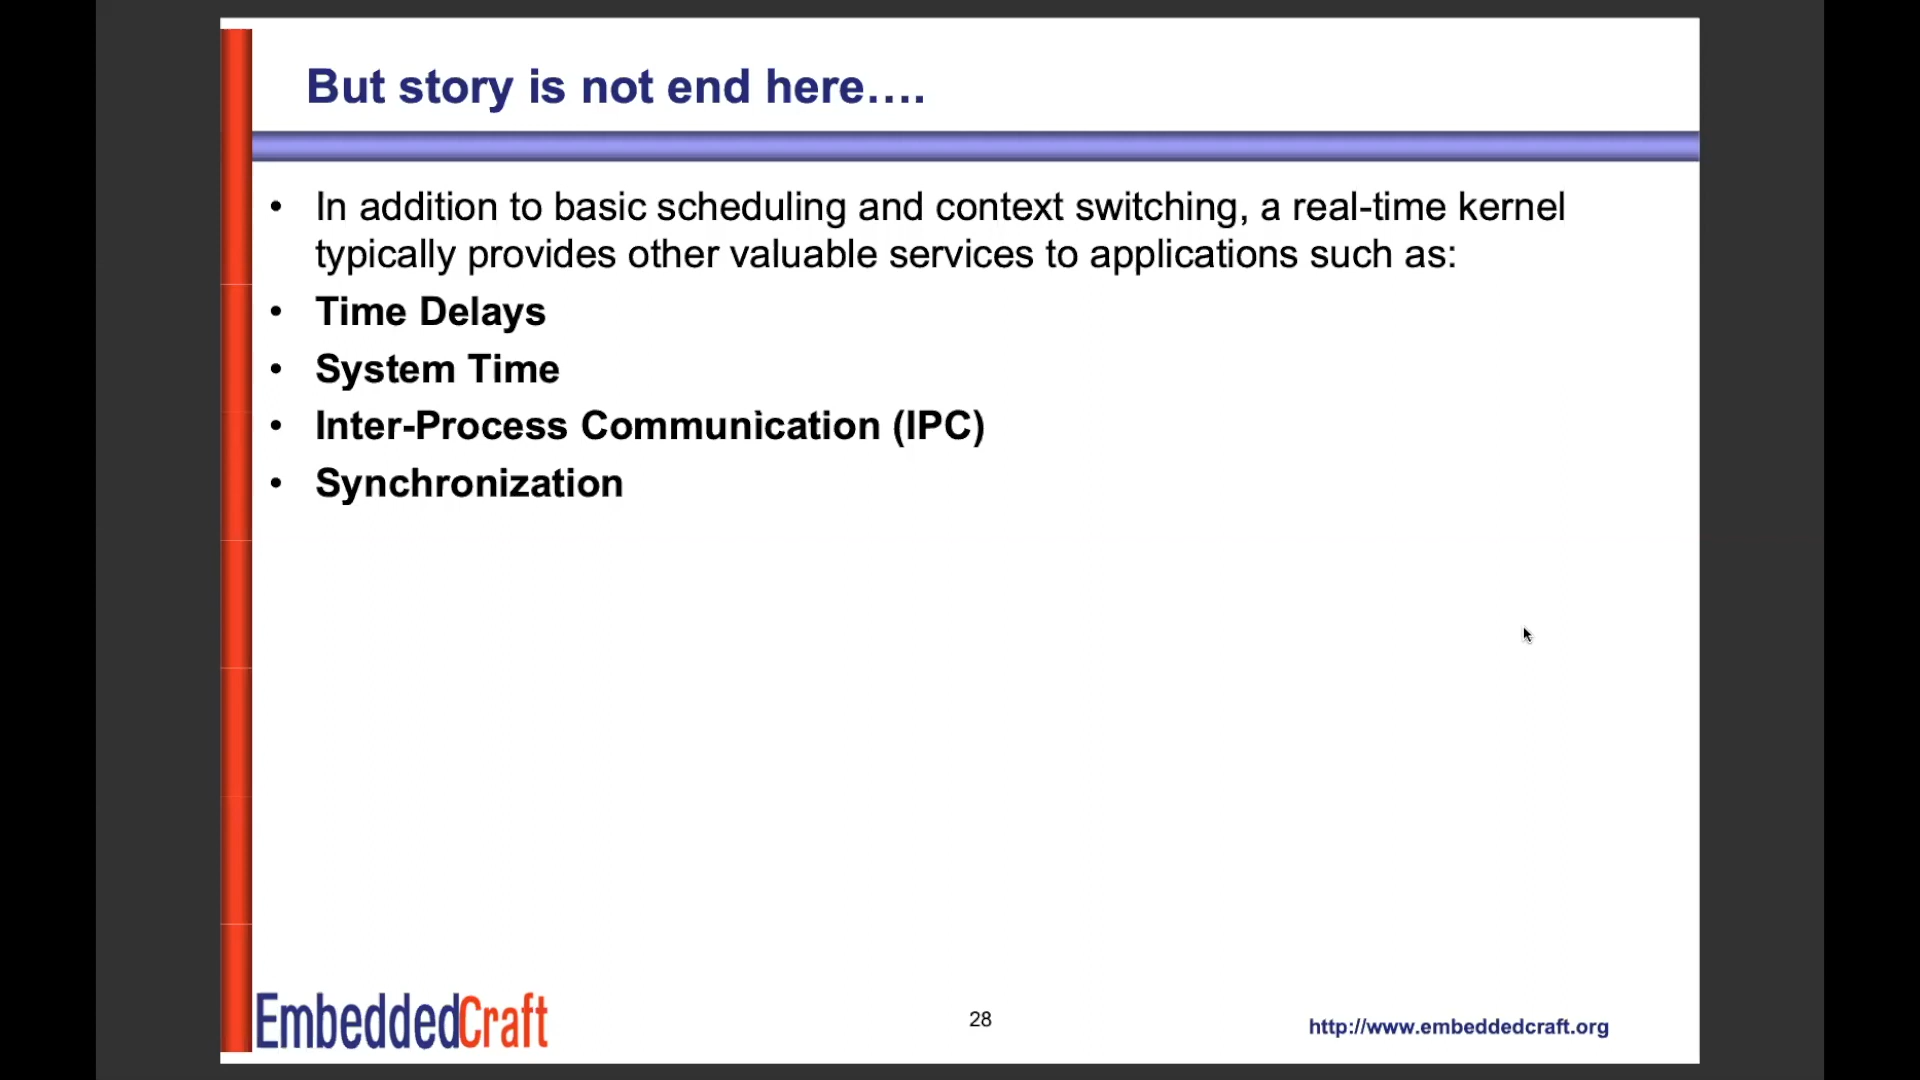 But story is not end here….
• In addition to basic scheduling and context switching, a real-time kernel
typically provides other valuable services to applications such as:
• Time Delays
• System Time
• Inter-Process Communication (IPC)
• Synchronization
EmbeddedCraft
28
http://www.embeddedcraft.org